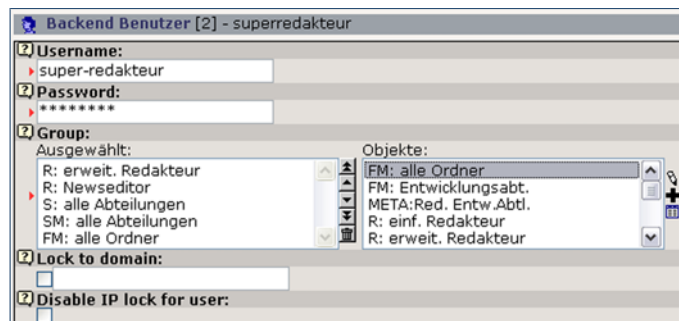 Backend Benutzer [2] - superredakteur
Username:
super-redakteur
Password:
********
Group:
Ausgewählt: Objekte:
R: erweit. Redakteur FM: alle Ordner
R: Newseditor FM: Entwicklungsabt.
S: alle Abteilungen META:Red. Entw.Abtl.
SM: alle Abteilungen R: einf. Redakteur
FM: alle Ordner R: erweit. Redakteur
Lock to domain:
Disable IP lock for user: